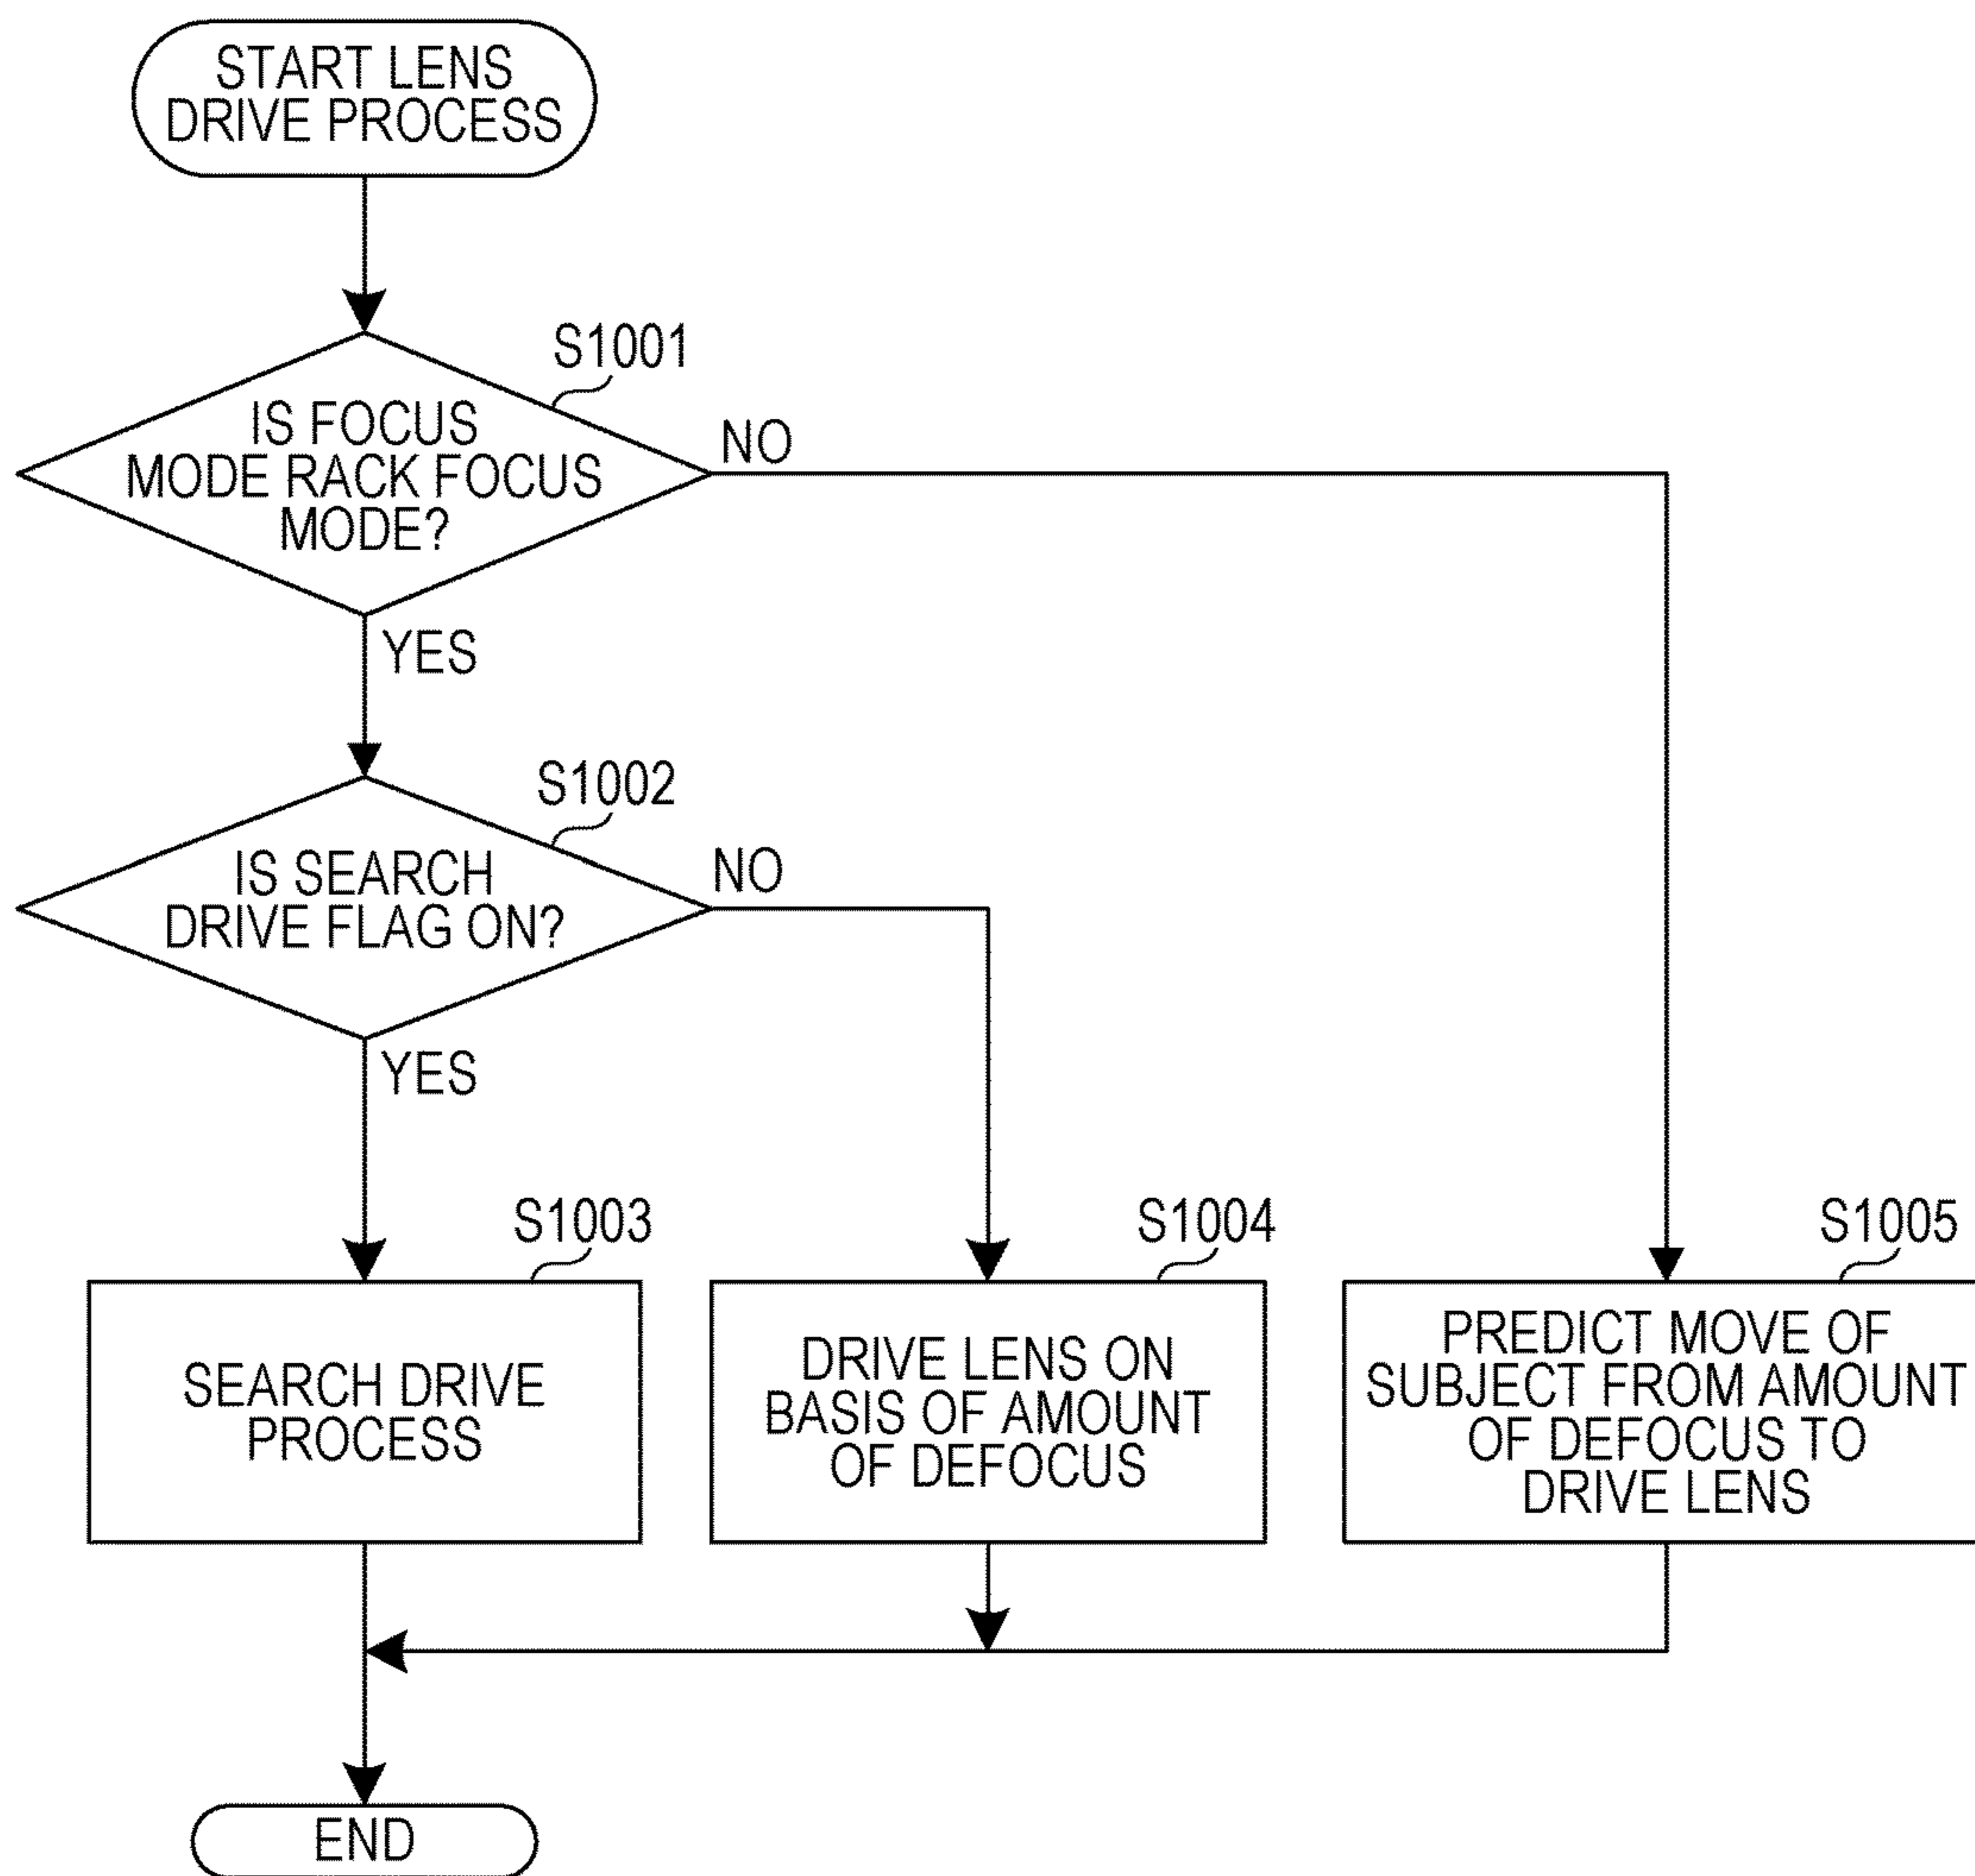 START LENS
DRIVE PROCESS
S1001
IS FOCUS
MODE RACK FOCUS
MODE?
NO
YES
S1002
IS SEARCH
DRIVE FLAG ON?
NO
YES
S1003
SEARCH DRIVE
PROCESS
S1004
DRIVE LENS ON
BASIS OF AMOUNT
OF DEFOCUS
S1005
PREDICT MOVE OF
SUBJECT FROM AMOUNT
OF DEFOCUS TO
DRIVE LENS
END